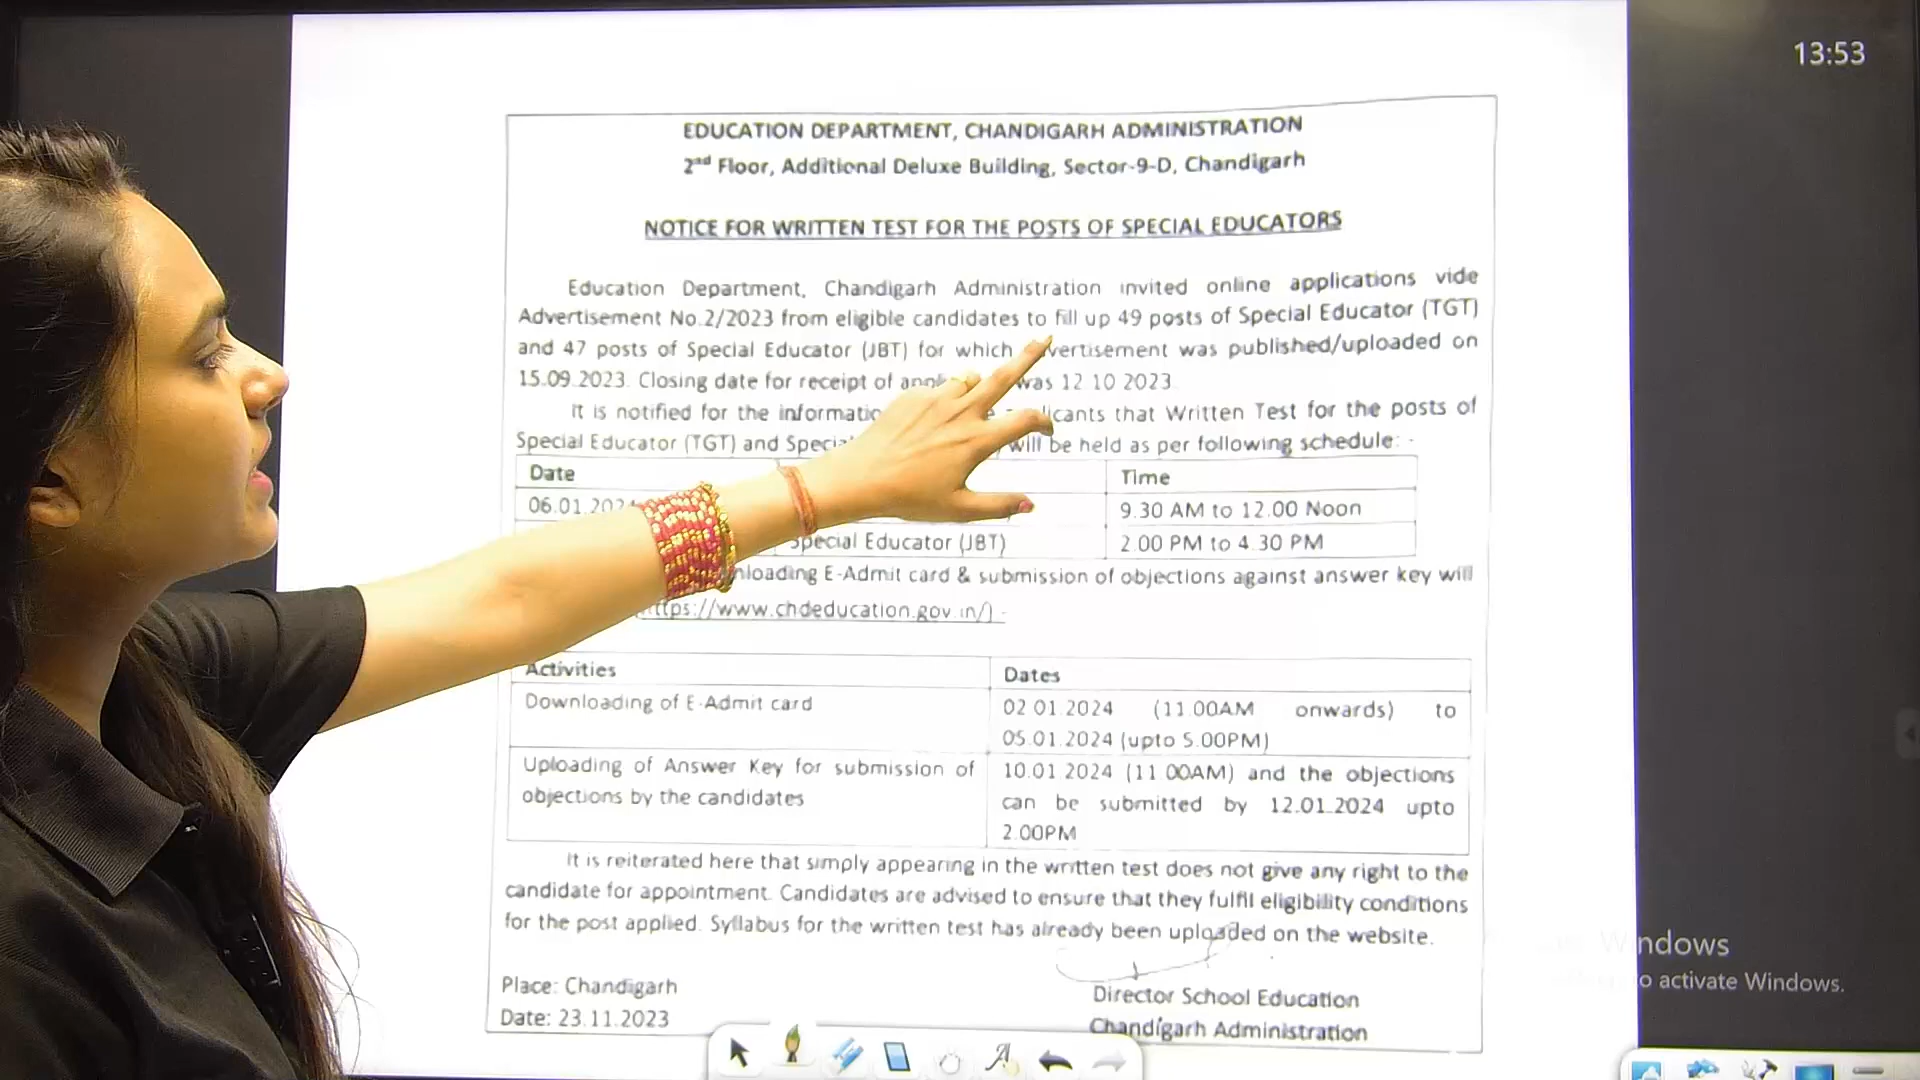 13:53
EDUCATION DEPARTMENT, CHANDIGARH ADMINISTRATION
2nd Floor, Additional Deluxe Building, Sector-9-D, Chandigarh
NOTICE FOR WRITTEN TEST FOR THE POSTS OF SPECIAL EDUCATORS
Education Department, Chandigarh Administration invited online applications vide
Advertisement No.2/2023 from eligible candidates to fill up 49 posts of Special Educator (TGT)
and 47 posts of Special Educator (JBT) for which vertisement was published/uploaded on
15.09.2023. Closing date for receipt of was 12.10.2023.
It is notified for the that Written Test for the posts of
Special Educator (TGT) and will be held as per following schedule: -
Date Time
06.01.202 9.30 AM to 12.00 Noon
Special Educator (JBT) 2.00 PM to 4.30 PM
nloading E-Admit card & submission of objections against answer key will
ttps://www.chdeducation.gov.in/) -
Activities Dates
Downloading of E-Admit card 02.01.2024 (11.00AM onwards) to
05.01.2024 (upto 5.00PM)
Uploading of Answer Key for submission of 10.01.2024 (11.00AM) and the objections
objections by the candidates can be submitted by 12.01.2024 upto
2.00PM
It is reiterated here that simply appearing in the written test does not give any right to the
candidate for appointment. Candidates are advised to ensure that they fulfil eligibility conditions
for the post applied. Syllabus for the written test has already been uploaded on the website.
Place: Chandigarh
Date: 23.11.2023
Director School Education
Chandigarh Administration
Windows
o activate Windows.